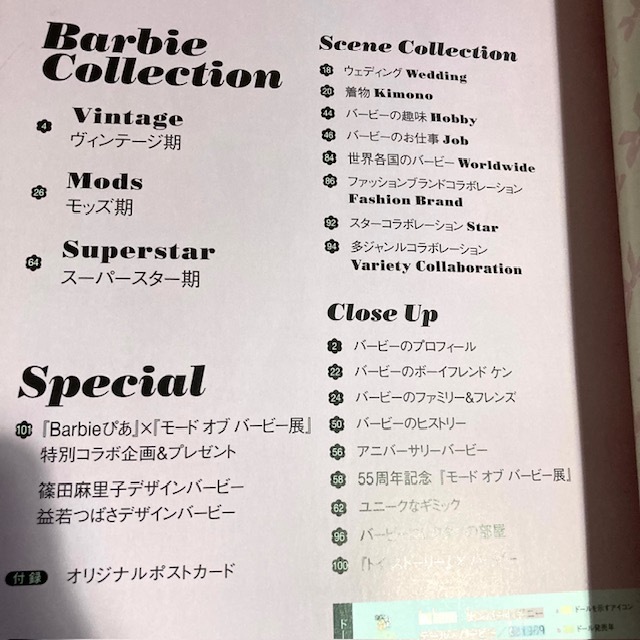 Barbie
Collection
4 Vintage
ヴィンテージ期
26 Mods
モッズ期
64 Superstar
スーパースター期
Special
101 『Barbieぴあ』×『モード オブ バービー展』
特別コラボ企画&プレゼント
篠田麻里子デザインバービー
益若つばさデザインバービー
付録 オリジナルポストカード
Scene Collection
18 ウェディング Wedding
20 着物 Kimono
44 バービーの趣味 Hobby
46 バービーのお仕事 Job
84 世界各国のバービー Worldwide
86 ファッションブランドコラボレーション
Fashion Brand
92 スターコラボレーション Star
94 多ジャンルコラボレーション
Variety Collaboration
Close Up
2 バービーのプロフィール
22 バービーのボーイフレンド ケン
24 バービーのファミリー&フレンズ
50 バービーのヒストリー
56 アニバーサリーバービー
58 55周年記念『モード オブ バービー展』
62 ユニークなギミック
96 の部屋
100
ドールを示すアイコン
ドール発売年